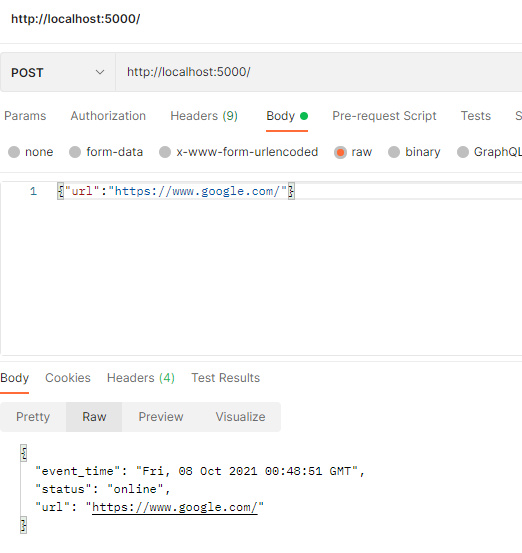 http://localhost:5000/
POST http://localhost:5000/
Params Authorization Headers (9) Body Pre-request Script Tests S
none form-data x-www-form-urlencoded raw binary GraphQL
1 {"url":"https://www.google.com/"}
Body Cookies Headers (4) Test Results
Pretty Raw Preview Visualize
{
"event_time": "Fri, 08 Oct 2021 00:48:51 GMT",
"status": "online",
"url": "https://www.google.com/"
}